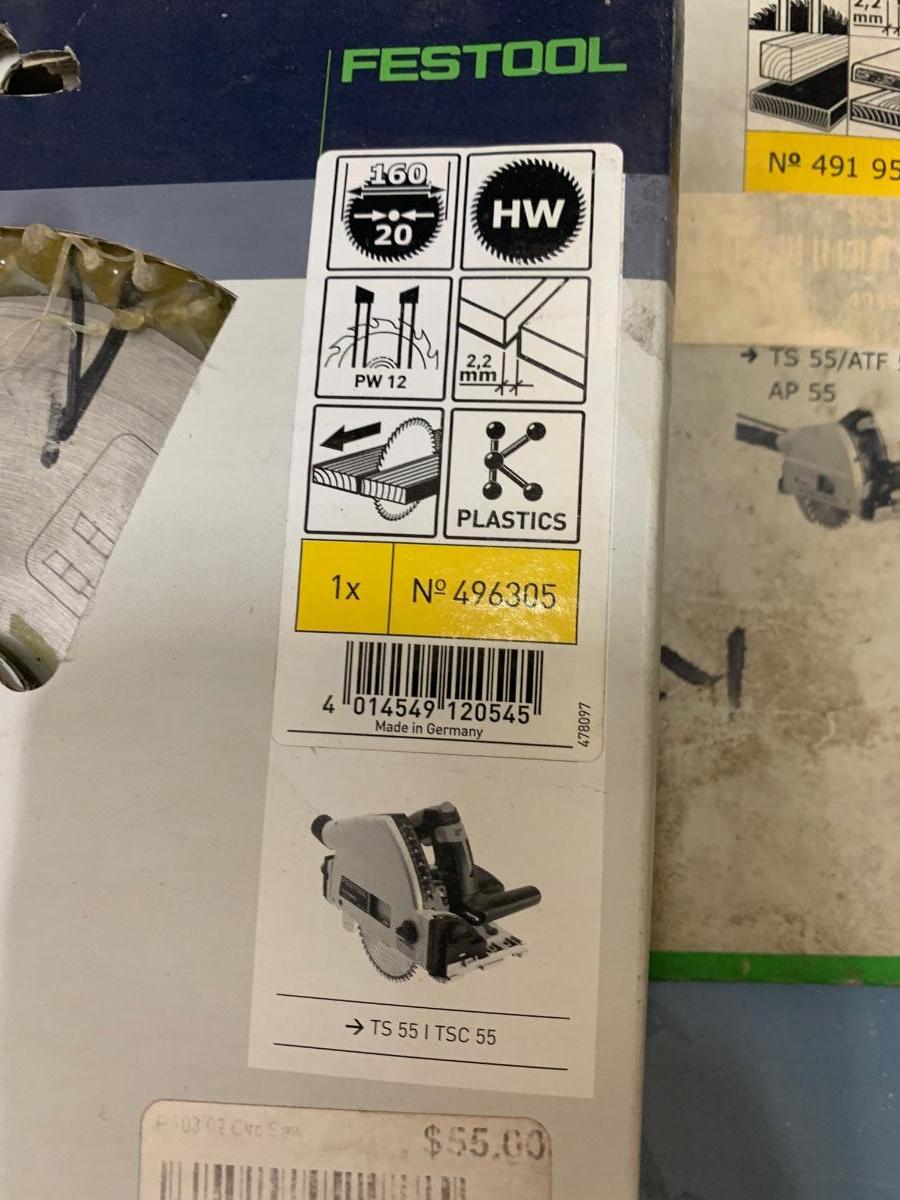 FESTOOL
160
20
HW
PW 12
2,2
mm
PLASTICS
1x
Nº 496305
4 014549 120545
Made in Germany
478097
→ TS 55 I TSC 55
$55.00
2,2
mm
Nº 491 95
→ TS 55/ATF
AP 55